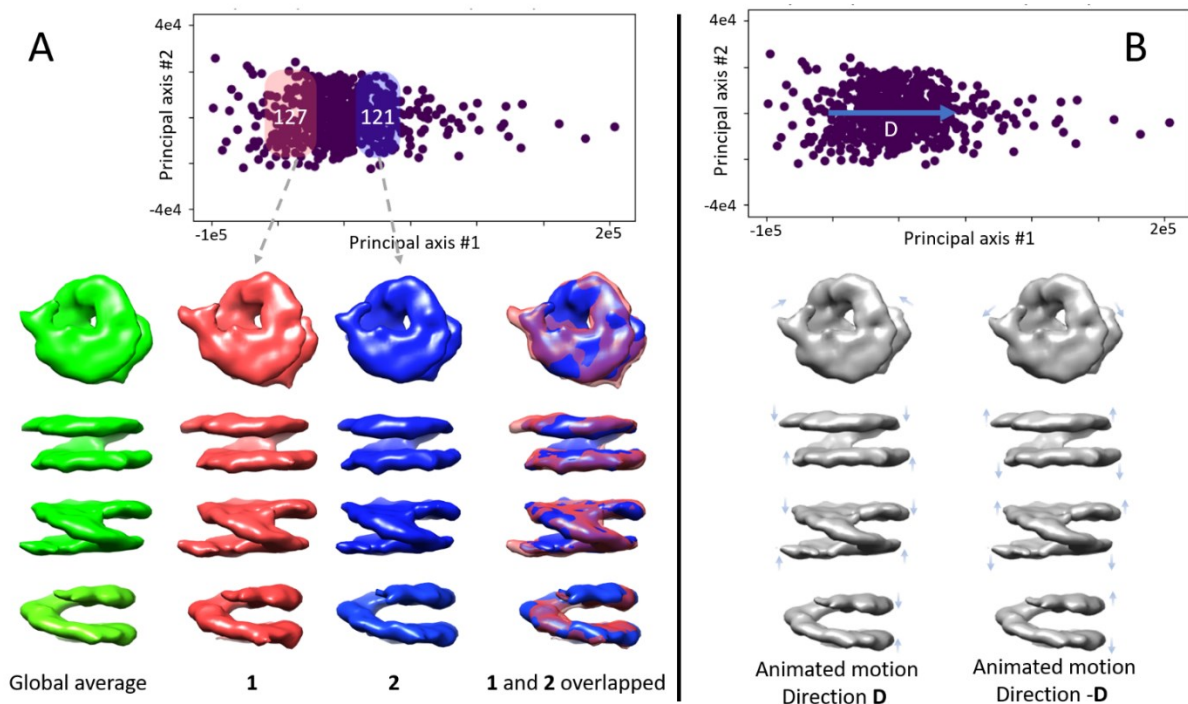 A
4e4
Principal axis #2
-4e4
127
121
-1e5
Principal axis #1
2e5
Global average
1
2
1 and 2 overlapped
B
4e4
Principal axis #2
-4e4
D
-1e5
Principal axis #1
2e5
Animated motion
Direction D
Animated motion
Direction -D